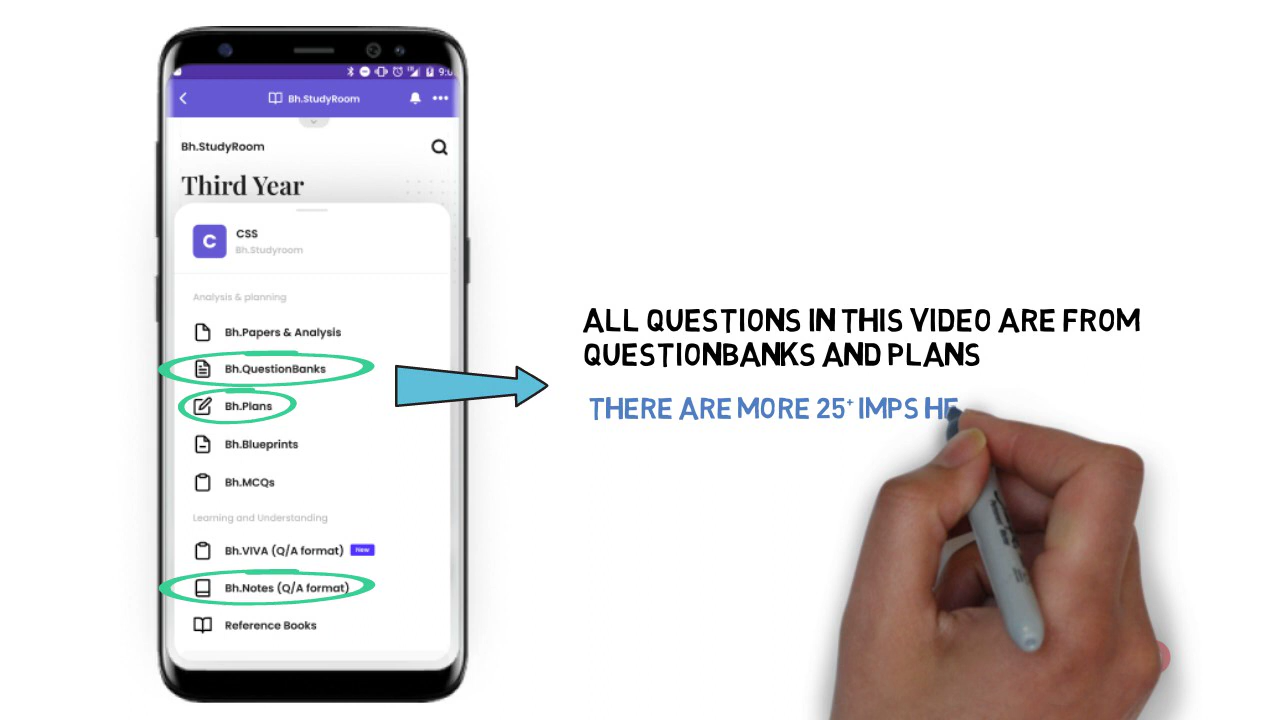 9:0
Bh.StudyRoom
Bh.StudyRoom
Third Year
C
CSS
Bh.Studyroom
Analysis & planning
Bh.Papers & Analysis
Bh.QuestionBanks
Bh.Plans
Bh.Blueprints
Bh.MCQs
Learning and Understanding
Bh.VIVA (Q/A format) New
Bh.Notes (Q/A format)
Reference Books
ALL QUESTIONS IN THIS VIDEO ARE FROM
QUESTIONBANKS AND PLANS
THERE ARE MORE 25+ IMPS HE